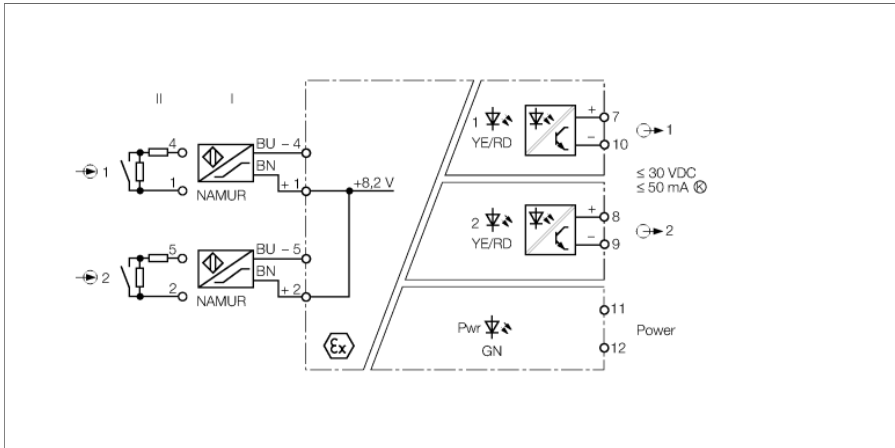 II I
1
YE/RD
+ 7
– 10
1
4 BU – 4
BN
1
1 + 1 +8,2 V
NAMUR
≤ 30 VDC
≤ 50 mA Ⓚ
2
YE/RD
+ 8
– 9
2
5 BU – 5
BN
2
2 + 2
NAMUR
Pwr
GN
11
12
Power
Ex